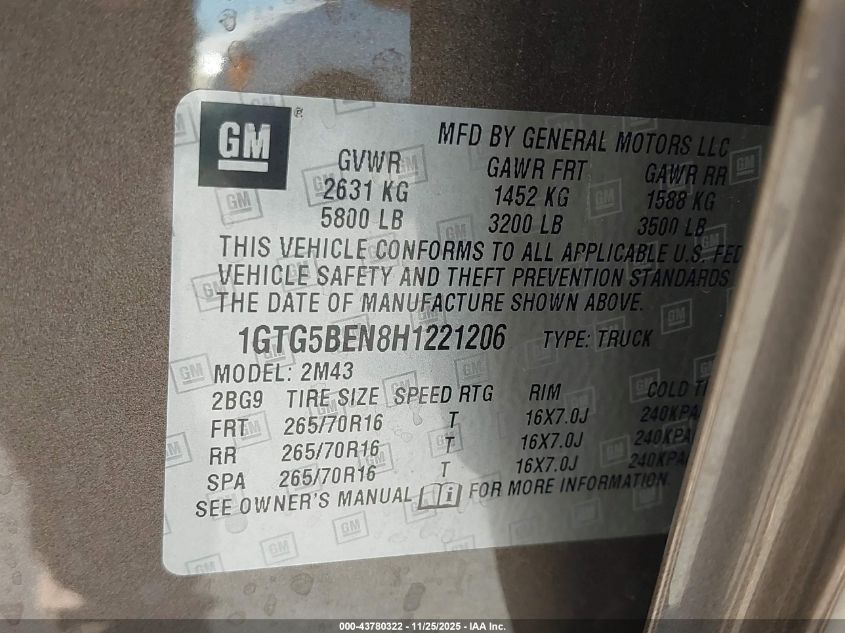 GM ®
MFD BY GENERAL MOTORS LLC
GVWR GAWR FRT GAWR RR
2631 KG 1452 KG 1588 KG
5800 LB 3200 LB 3500 LB
THIS VEHICLE CONFORMS TO ALL APPLICABLE U.S. FED
VEHICLE SAFETY AND THEFT PREVENTION STANDARDS
THE DATE OF MANUFACTURE SHOWN ABOVE.
1GTG5BEN8H1221206 TYPE: TRUCK
MODEL: 2M43
2BG9 TIRE SIZE SPEED RTG RIM COLD TI
FRT 265/70R16 T 16X7.0J 240KPA
RR 265/70R16 T 16X7.0J 240KPA
SPA 265/70R16 T 16X7.0J 240KPA
SEE OWNER'S MANUAL FOR MORE INFORMATION.
000-43780322 - 11/25/2025 - IAA Inc.